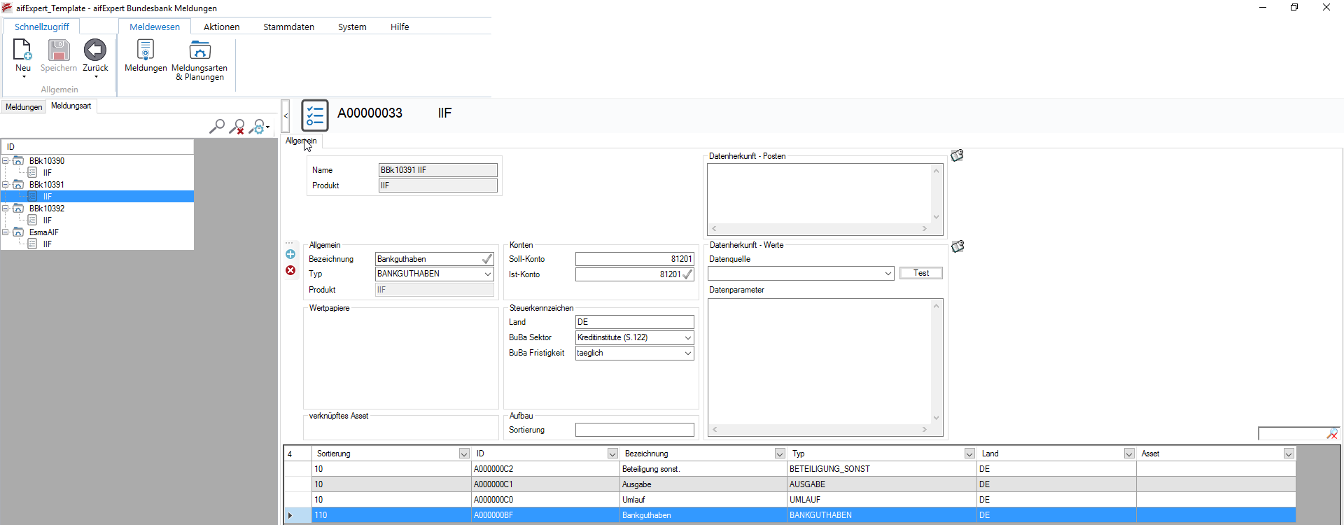 aifExpert_Template - aifExpert Bundesbank Meldungen
Schnellzugriff Meldewesen Aktionen Stammdaten System Hilfe
Neu Speichern Zurück Meldungen Meldungsarten
& Planungen
Allgemein
Meldungen Meldungsart
A00000033 IIF
Allgemein
ID
BBk10390
IIF
BBk10391
IIF
BBk10392
IIF
EsmaAIF
IIF
Name BBk10391 IIF
Produkt IIF
Datenherkunft - Posten
Allgemein
Bezeichnung Bankguthaben
Typ BANKGUTHABEN
Produkt IIF
Konten
Soll-Konto 81201
Ist-Konto 81201
Datenherkunft - Werte
Datenquelle
Test
Datenparameter
Wertpapiere
Steuerkennzeichen
Land DE
BuBa Sektor Kreditinstitute (S.122)
BuBa Fristigkeit taeglich
verknüpftes Asset
Aufbau
Sortierung
4 Sortierung ID Bezeichnung Typ Land Asset
10 A000000C2 Beteiligung sonst. BETEILIGUNG_SONST DE
10 A000000C1 Ausgabe AUSGABE DE
10 A000000C0 Umlauf UMLAUF DE
110 A000000BF Bankguthaben BANKGUTHABEN DE